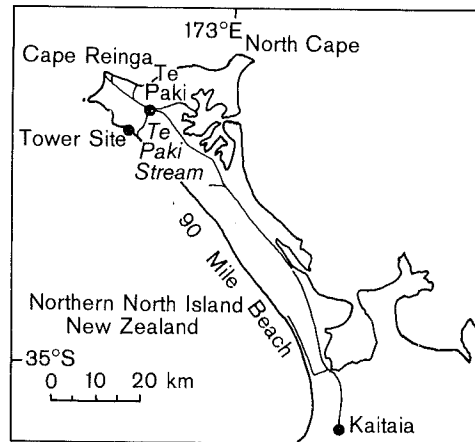 173°E
North Cape
Cape Reinga
Te
Paki
Tower Site
Te
Paki
Stream
90 Mile Beach
Northern North Island
New Zealand
35°S
0 10 20 km
Kaitaia